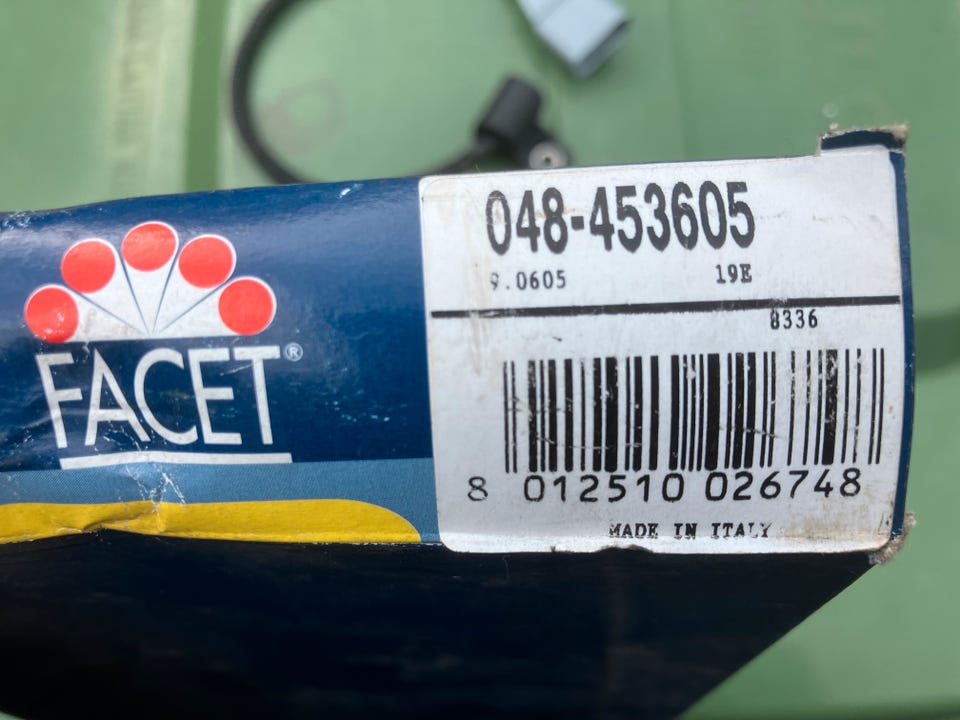 FACET®
048-453605
9.0605 19E
8336
8 012510 026748
MADE IN ITALY